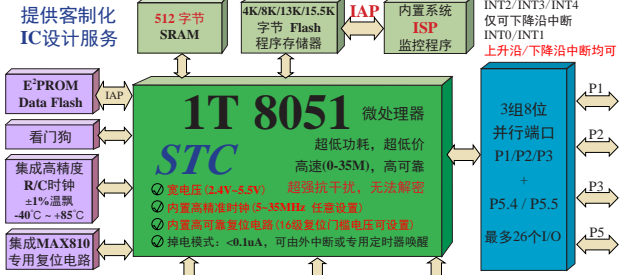 提供客制化
IC设计服务
512 字节
SRAM
4K/8K/13K/15.5K
字节 Flash
程序存储器
IAP
内置系统
ISP
监控程序
INT2/INT3/INT4
仅可下降沿中断
INT0/INT1
上升沿/下降沿中断均可
E²PROM
Data Flash
IAP
看门狗
集成高精度
R/C时钟
±1%温飘
-40℃~+85℃
集成MAX810
专用复位电路
1T 8051 微处理器
STC
超低功耗，超低价
高速(0-35M)，高可靠
超强抗干扰，无法解密
宽电压(2.4V-5.5V)
内置高精准时钟(5-35MHz 任意设置)
内置高可靠复位电路(16级复位门槛电压可设置)
掉电模式：<0.1uA，可由外中断或专用定时器唤醒
3组8位
并行端口
P1/P2/P3
+
P5.4 / P5.5
最多26个I/O
P1
P2
P3
P5